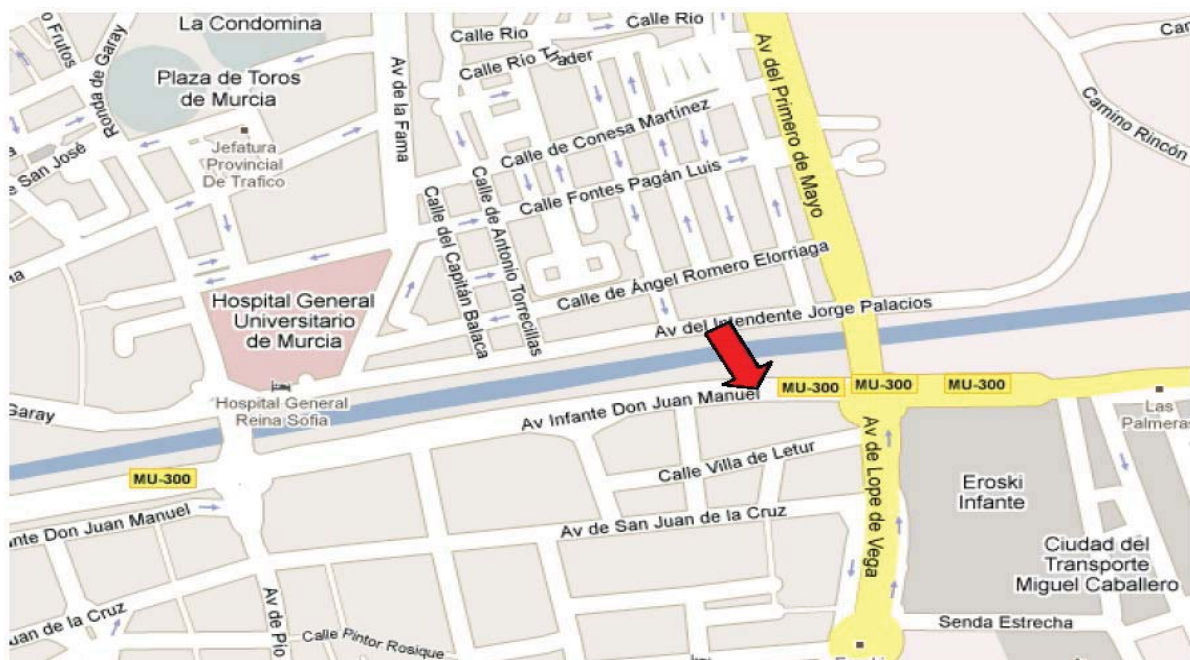 La Condomina
Calle Rio
Calle Rio
o Frutos
Ronda de Garay
Plaza de Toros
de Murcia
Av de la Fama
Calle Río
Av del Primero de Mayo
Camino Rincón
Jefatura
Provincial
De Trafico
e San José
Calle de Conesa Martínez
Calle Fontes Pagán Luis
Calle de Antonio Torrecillas
Calle del Capitán Balaca
Calle de Ángel Romero Elorriaga
Hospital General
Universitario
de Murcia
Av del Intendente Jorge Palacios
Hospital General
Reina Sofia
Garay
Av Infante Don Juan Manuel
MU-300
MU-300
MU-300
Las
Palmeras
Av de Lope de Vega
Calle Villa de Letur
MU-300
Eroski
Infante
nte Don Juan Manuel
Av de San Juan de la Cruz
Ciudad del
Transporte
Miguel Caballero
uan de la Cruz
Av de Pío
Calle Pintor Rosique
Senda Estrecha